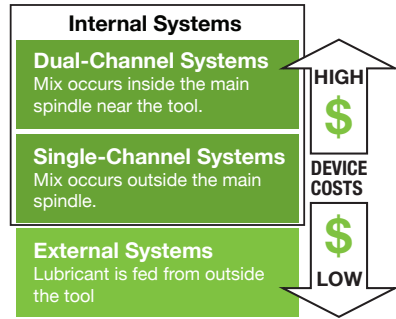 Internal Systems
Dual-Channel Systems
Mix occurs inside the main
spindle near the tool.
Single-Channel Systems
Mix occurs outside the main
spindle.
External Systems
Lubricant is fed from outside
the tool
HIGH
$
DEVICE
COSTS
$
LOW